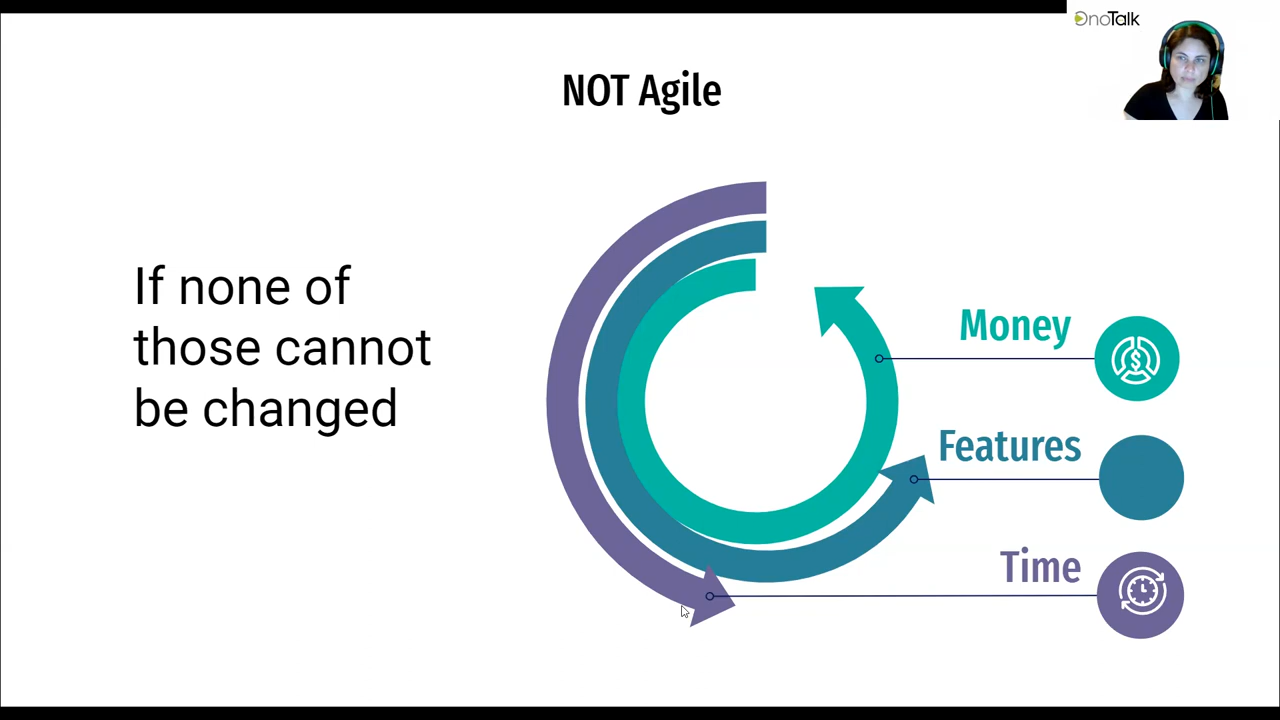 OnoTalk
NOT Agile
If none of
those cannot
be changed
Money
Features
Time